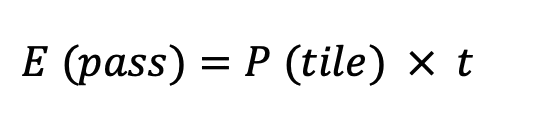 E (pass) = P (tile) × t